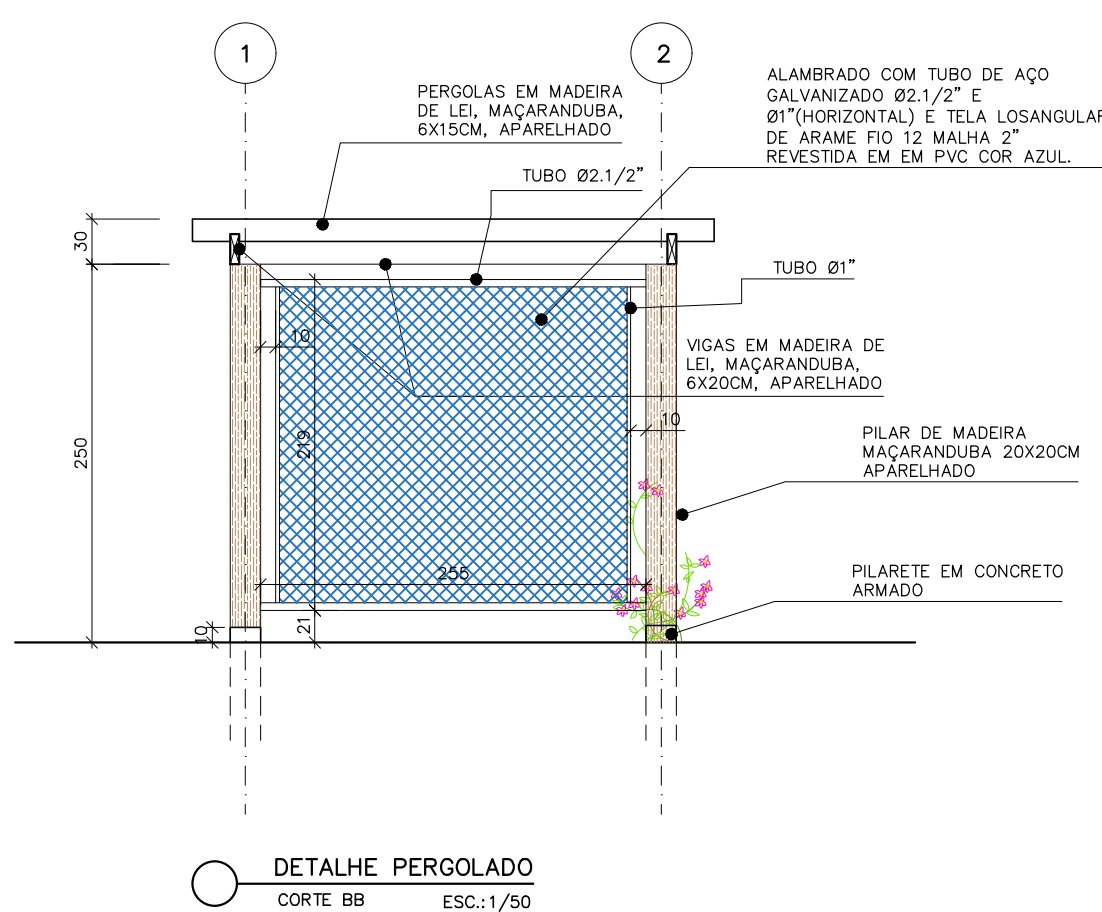 1
2
PERGOLAS EM MADEIRA
DE LEI, MAÇARANDUBA,
6X15CM, APARELHADO
ALAMBRADO COM TUBO DE AÇO
GALVANIZADO Ø2.1/2" E
Ø1"(HORIZONTAL) E TELA LOSANGULAR
DE ARAME FIO 12 MALHA 2"
REVESTIDA EM EM PVC COR AZUL.
TUBO Ø2.1/2"
30
TUBO Ø1"
10
VIGAS EM MADEIRA DE
LEI, MAÇARANDUBA,
6X20CM, APARELHADO
10
250
219
PILAR DE MADEIRA
MAÇARANDUBA 20X20CM
APARELHADO
255
PILARETE EM CONCRETO
ARMADO
10
21
DETALHE PERGOLADO
CORTE BB ESC.:1/50